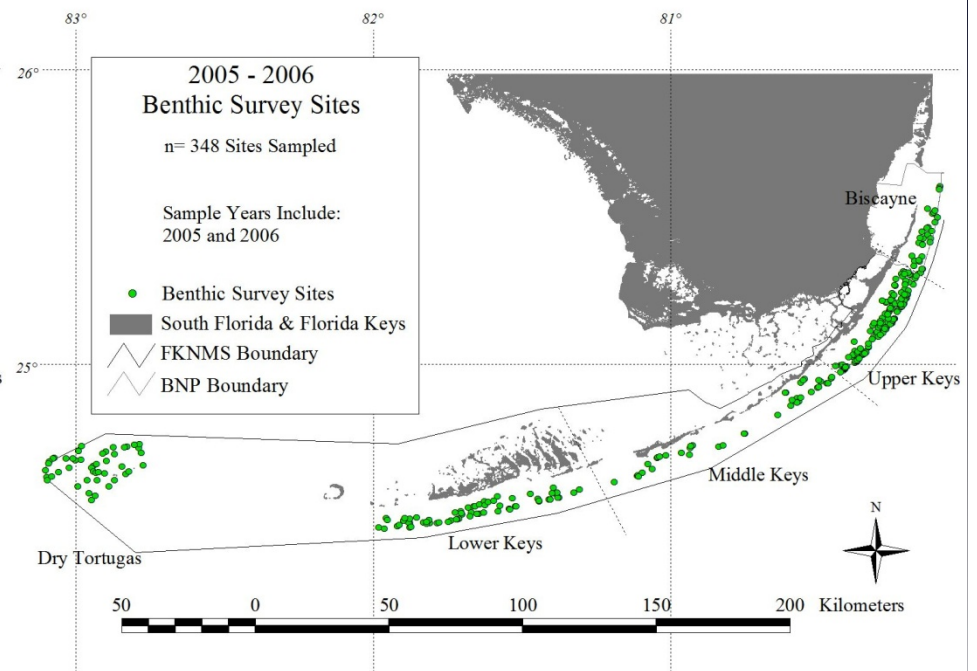 83°
82°
81°
26°
25°
2005 - 2006
Benthic Survey Sites
n= 348 Sites Sampled
Sample Years Include:
2005 and 2006
Benthic Survey Sites
South Florida & Florida Keys
FKNMS Boundary
BNP Boundary
Biscayne
Upper Keys
Middle Keys
Lower Keys
Dry Tortugas
N
50 0 50 100 150 200 Kilometers